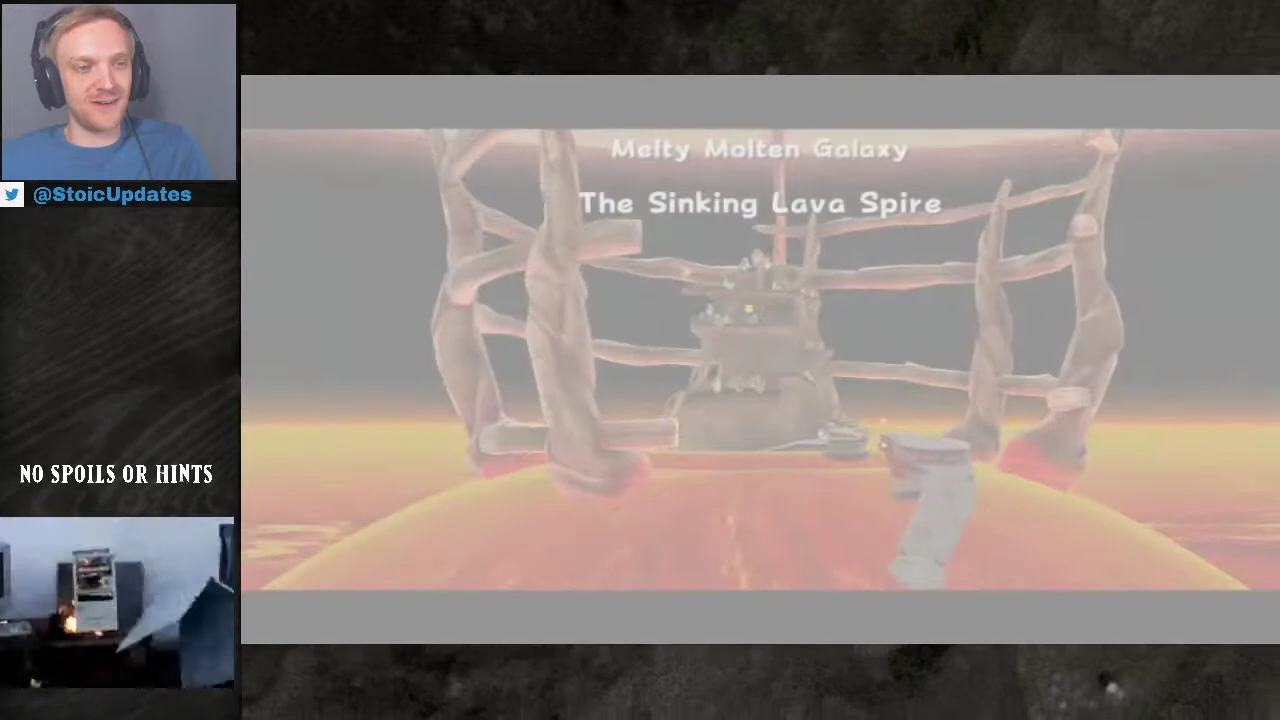 @StoicUpdates
Melty Molten Galaxy
The Sinking Lava Spire
NO SPOILS OR HINTS